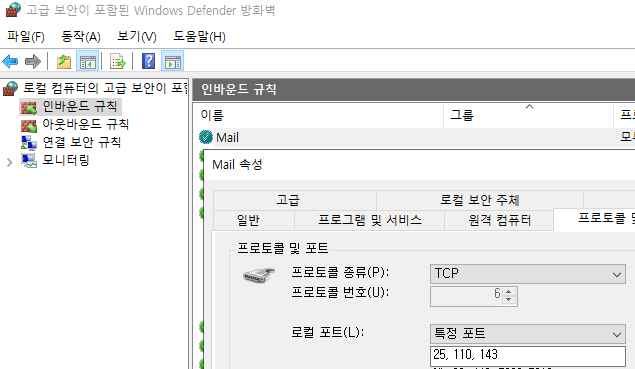 고급 보안이 포함된 Windows Defender 방화벽
파일(F) 동작(A) 보기(V) 도움말(H)
로컬 컴퓨터의 고급 보안이 포
인바운드 규칙
아웃바운드 규칙
연결 보안 규칙
모니터링
인바운드 규칙
이름 그룹 프로
Mail 모두
Mail 속성
고급 로컬 보안 주체
일반 프로그램 및 서비스 원격 컴퓨터 프로토콜 및
프로토콜 및 포트
프로토콜 종류(P): TCP
프로토콜 번호(U): 6
로컬 포트(L): 특정 포트
25, 110, 143